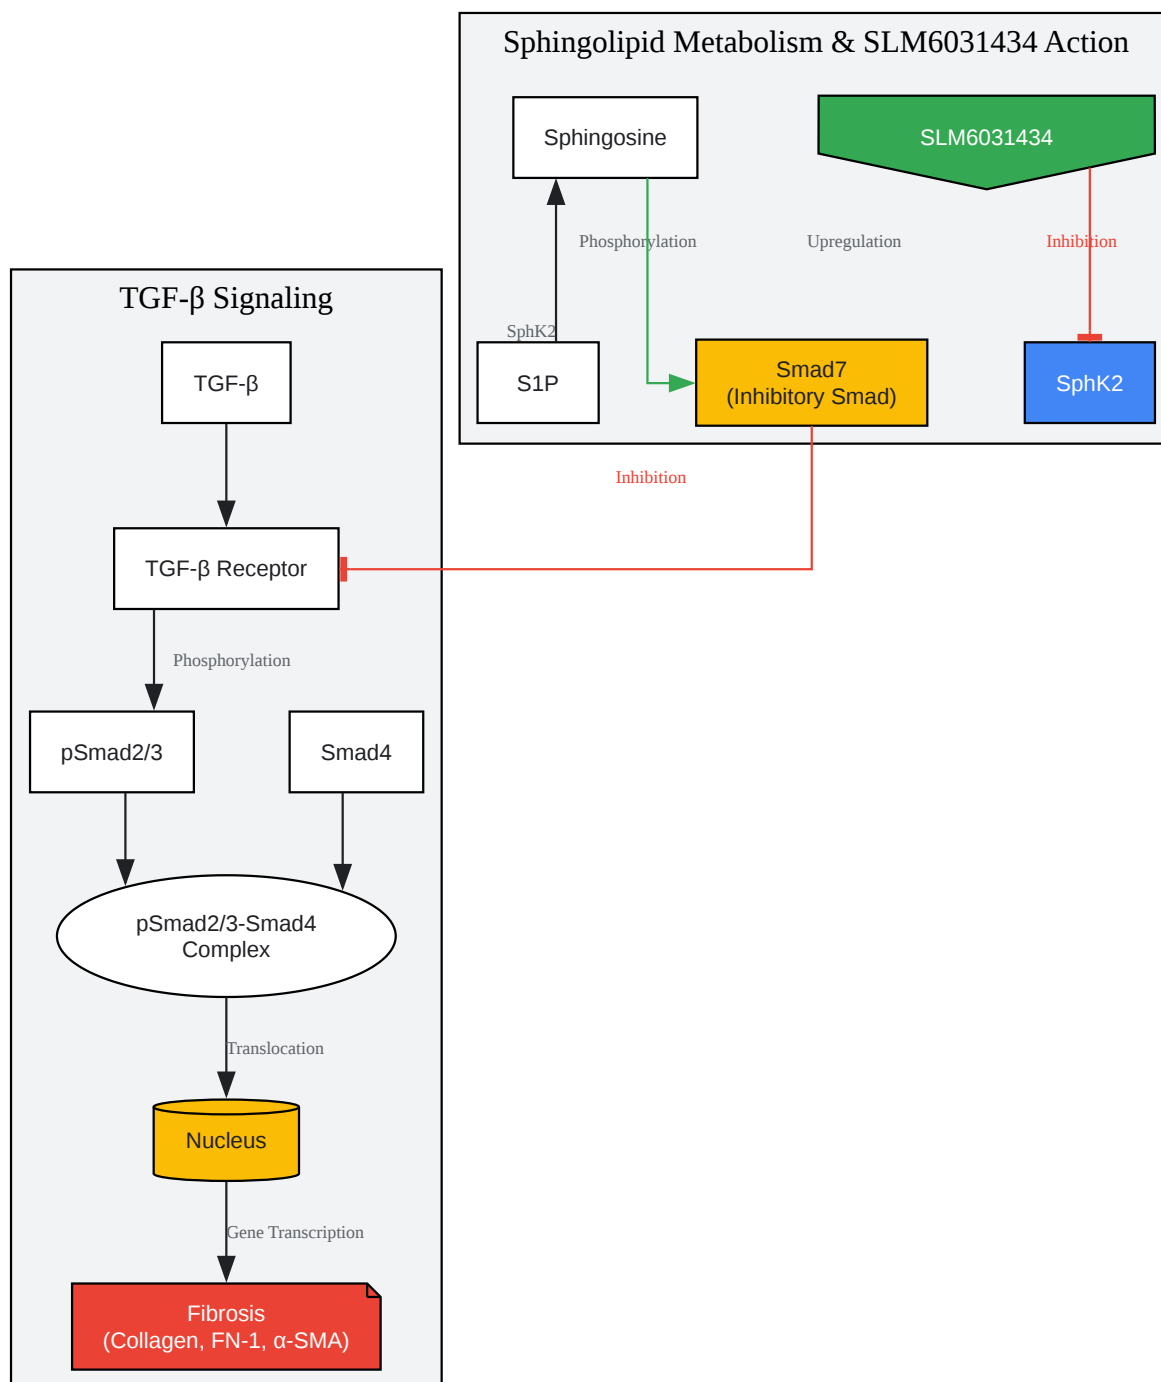 Sphingolipid Metabolism & SLM6031434 Action
Sphingosine
SLM6031434
Phosphorylation
Upregulation
Inhibition
SphK2
S1P
Smad7
(Inhibitory Smad)
SphK2
Inhibition
TGF-β Signaling
TGF-β
TGF-β Receptor
Phosphorylation
pSmad2/3
Smad4
pSmad2/3-Smad4
Complex
Translocation
Nucleus
Gene Transcription
Fibrosis
(Collagen, FN-1, α-SMA)